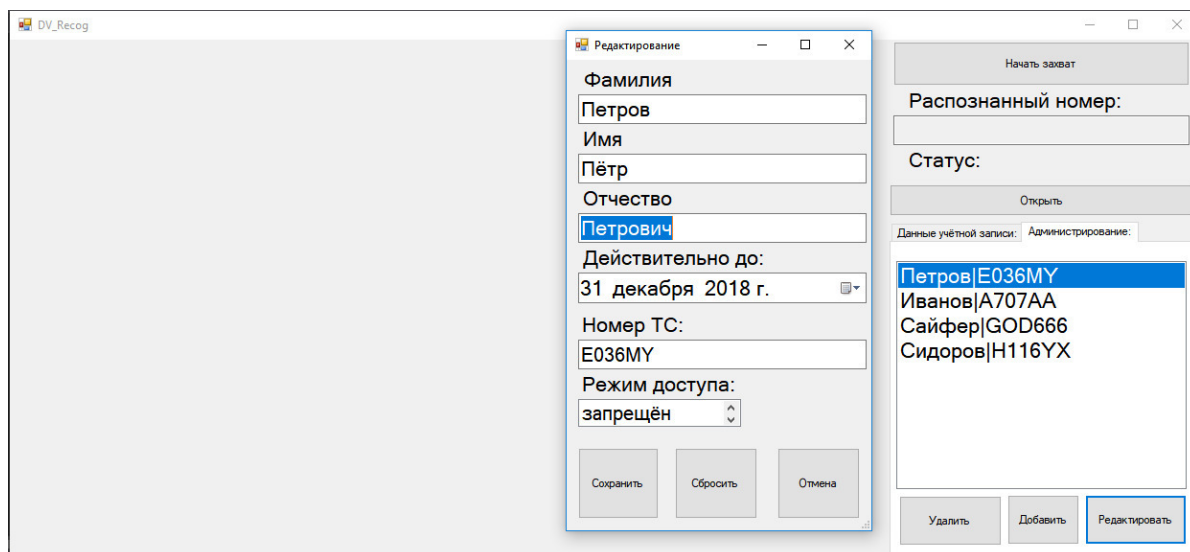 DV_Recog
Редактирование
Фамилия
Петров
Имя
Пётр
Отчество
Петрович
Действительно до:
31 декабря 2018 г.
Номер ТС:
E036MY
Режим доступа:
запрещён
Сохранить Сбросить Отмена
Начать захват
Распознанный номер:
Статус:
Открыть
Данные учётной записи: Администрирование:
Петров|E036MY
Иванов|A707AA
Сайфер|GOD666
Сидоров|H116YX
Удалить Добавить Редактировать